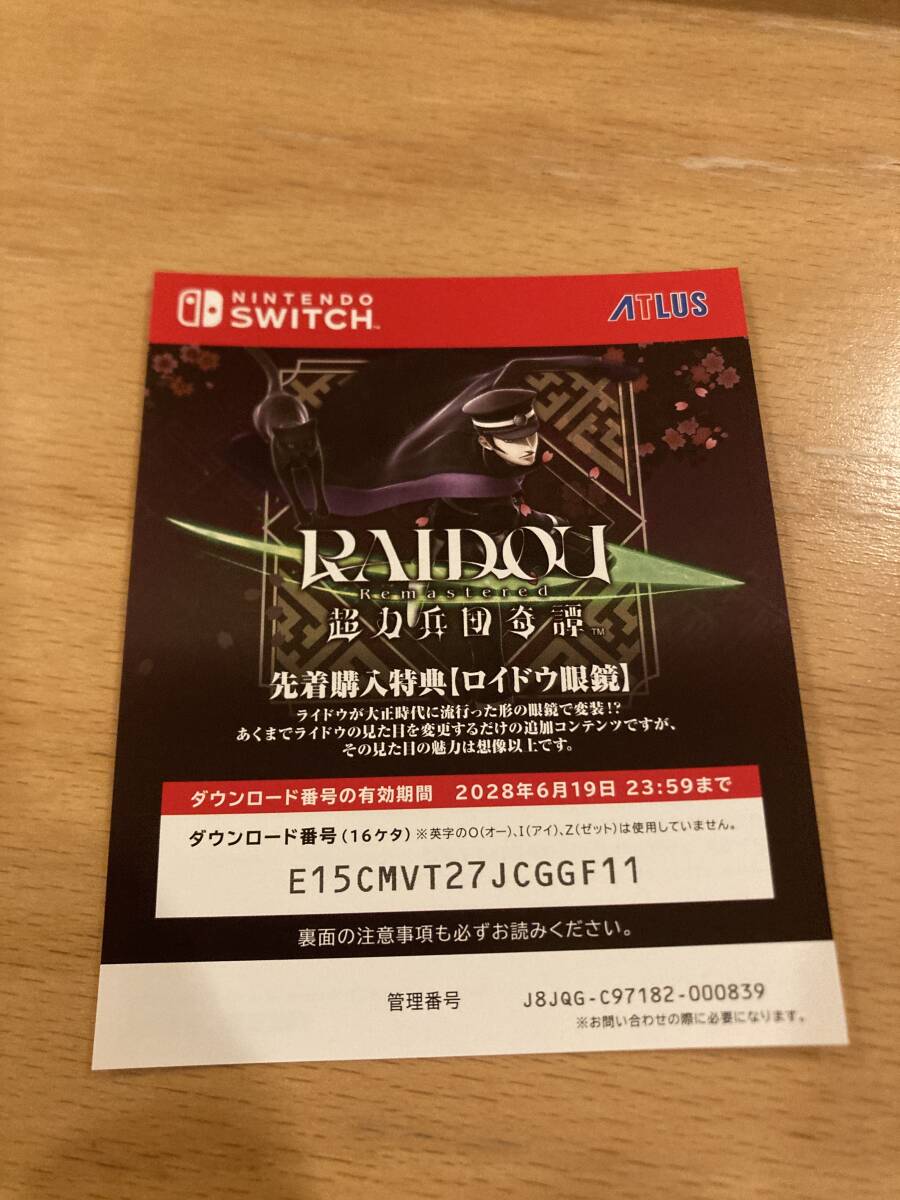 NINTENDO
SWITCH™
ATLUS
RAIDOU
Remastered
超力兵団奇譚™
先着購入特典【ロイドウ眼鏡】
ライドウが大正時代に流行った形の眼鏡で変装!?
あくまでライドウの見た目を変更するだけの追加コンテンツですが、
その見た目の魅力は想像以上です。
ダウンロード番号の有効期間 2028年6月19日 23:59まで
ダウンロード番号(16ケタ) ※英字のO(オー)、I(アイ)、Z(ゼット)は使用していません。
E15CMVT27JCGGF11
裏面の注意事項も必ずお読みください。
管理番号 J8JQG-C97182-000839
※お問い合わせの際に必要になります。